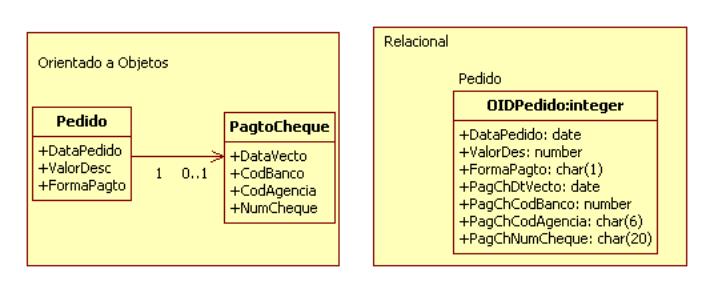 Orientado a Objetos
Pedido
+DataPedido
+ValorDesc
+FormaPagto
1 0..1
PagtoCheque
+DataVecto
+CodBanco
+CodAgencia
+NumCheque
Relacional
Pedido
OIDPedido:integer
+DataPedido: date
+ValorDes: number
+FormaPagto: char(1)
+PagChDtVecto: date
+PagChCodBanco: number
+PagChCodAgencia: char(6)
+PagChNumCheque: char(20)